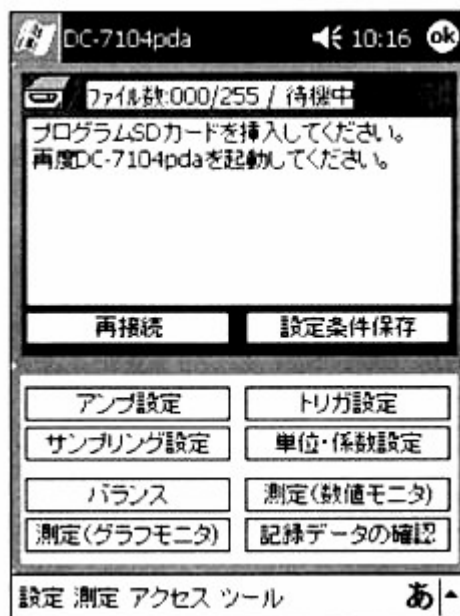 DC-7104pda 10:16 ok
ファイル数:000/255 / 待機中
プログラムSDカードを挿入してください。
再度DC-7104pdaを起動してください。
再接続 設定条件保存
アンプ設定 トリガ設定
サンプリング設定 単位・係数設定
バランス 測定(数値モニタ)
測定(グラフモニタ) 記録データの確認
設定 測定 アクセス ツール あ